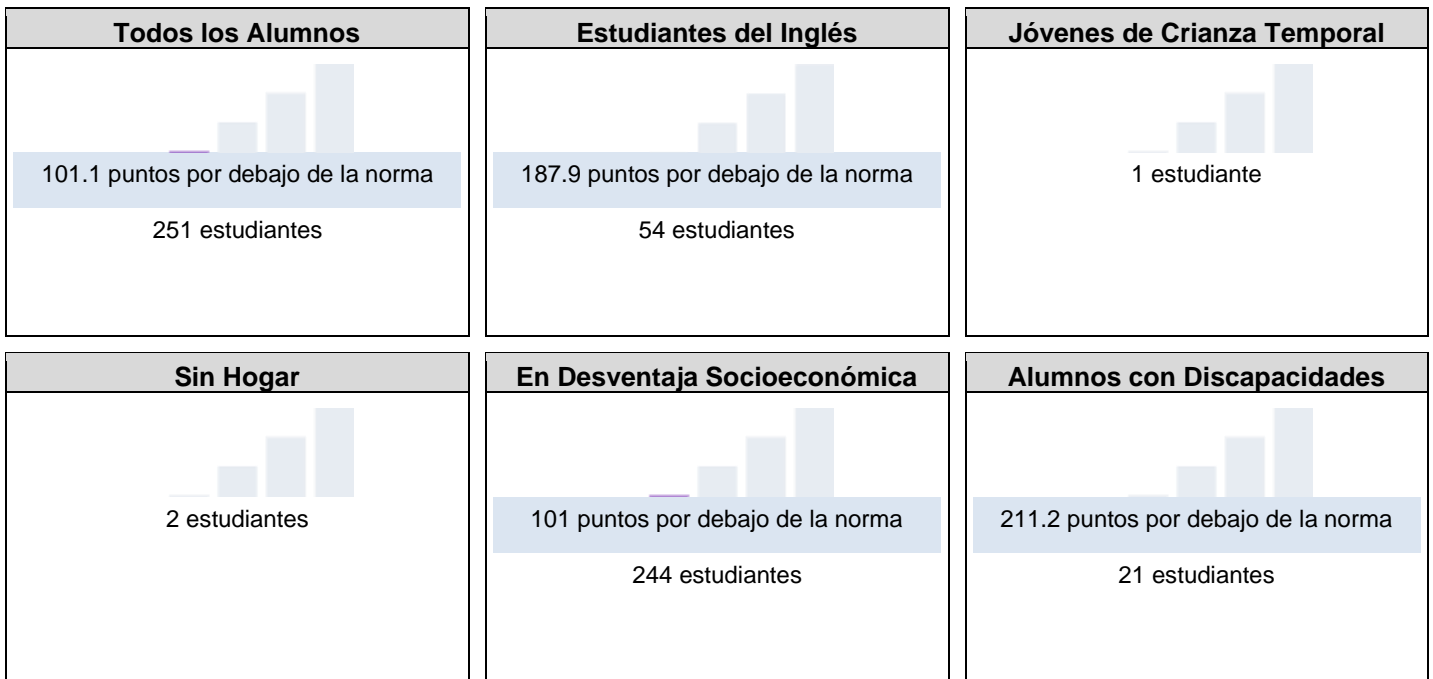 Todos los Alumnos
101.1 puntos por debajo de la norma
251 estudiantes
Estudiantes del Inglés
187.9 puntos por debajo de la norma
54 estudiantes
Jóvenes de Crianza Temporal
1 estudiante
Sin Hogar
2 estudiantes
En Desventaja Socioeconómica
101 puntos por debajo de la norma
244 estudiantes
Alumnos con Discapacidades
211.2 puntos por debajo de la norma
21 estudiantes